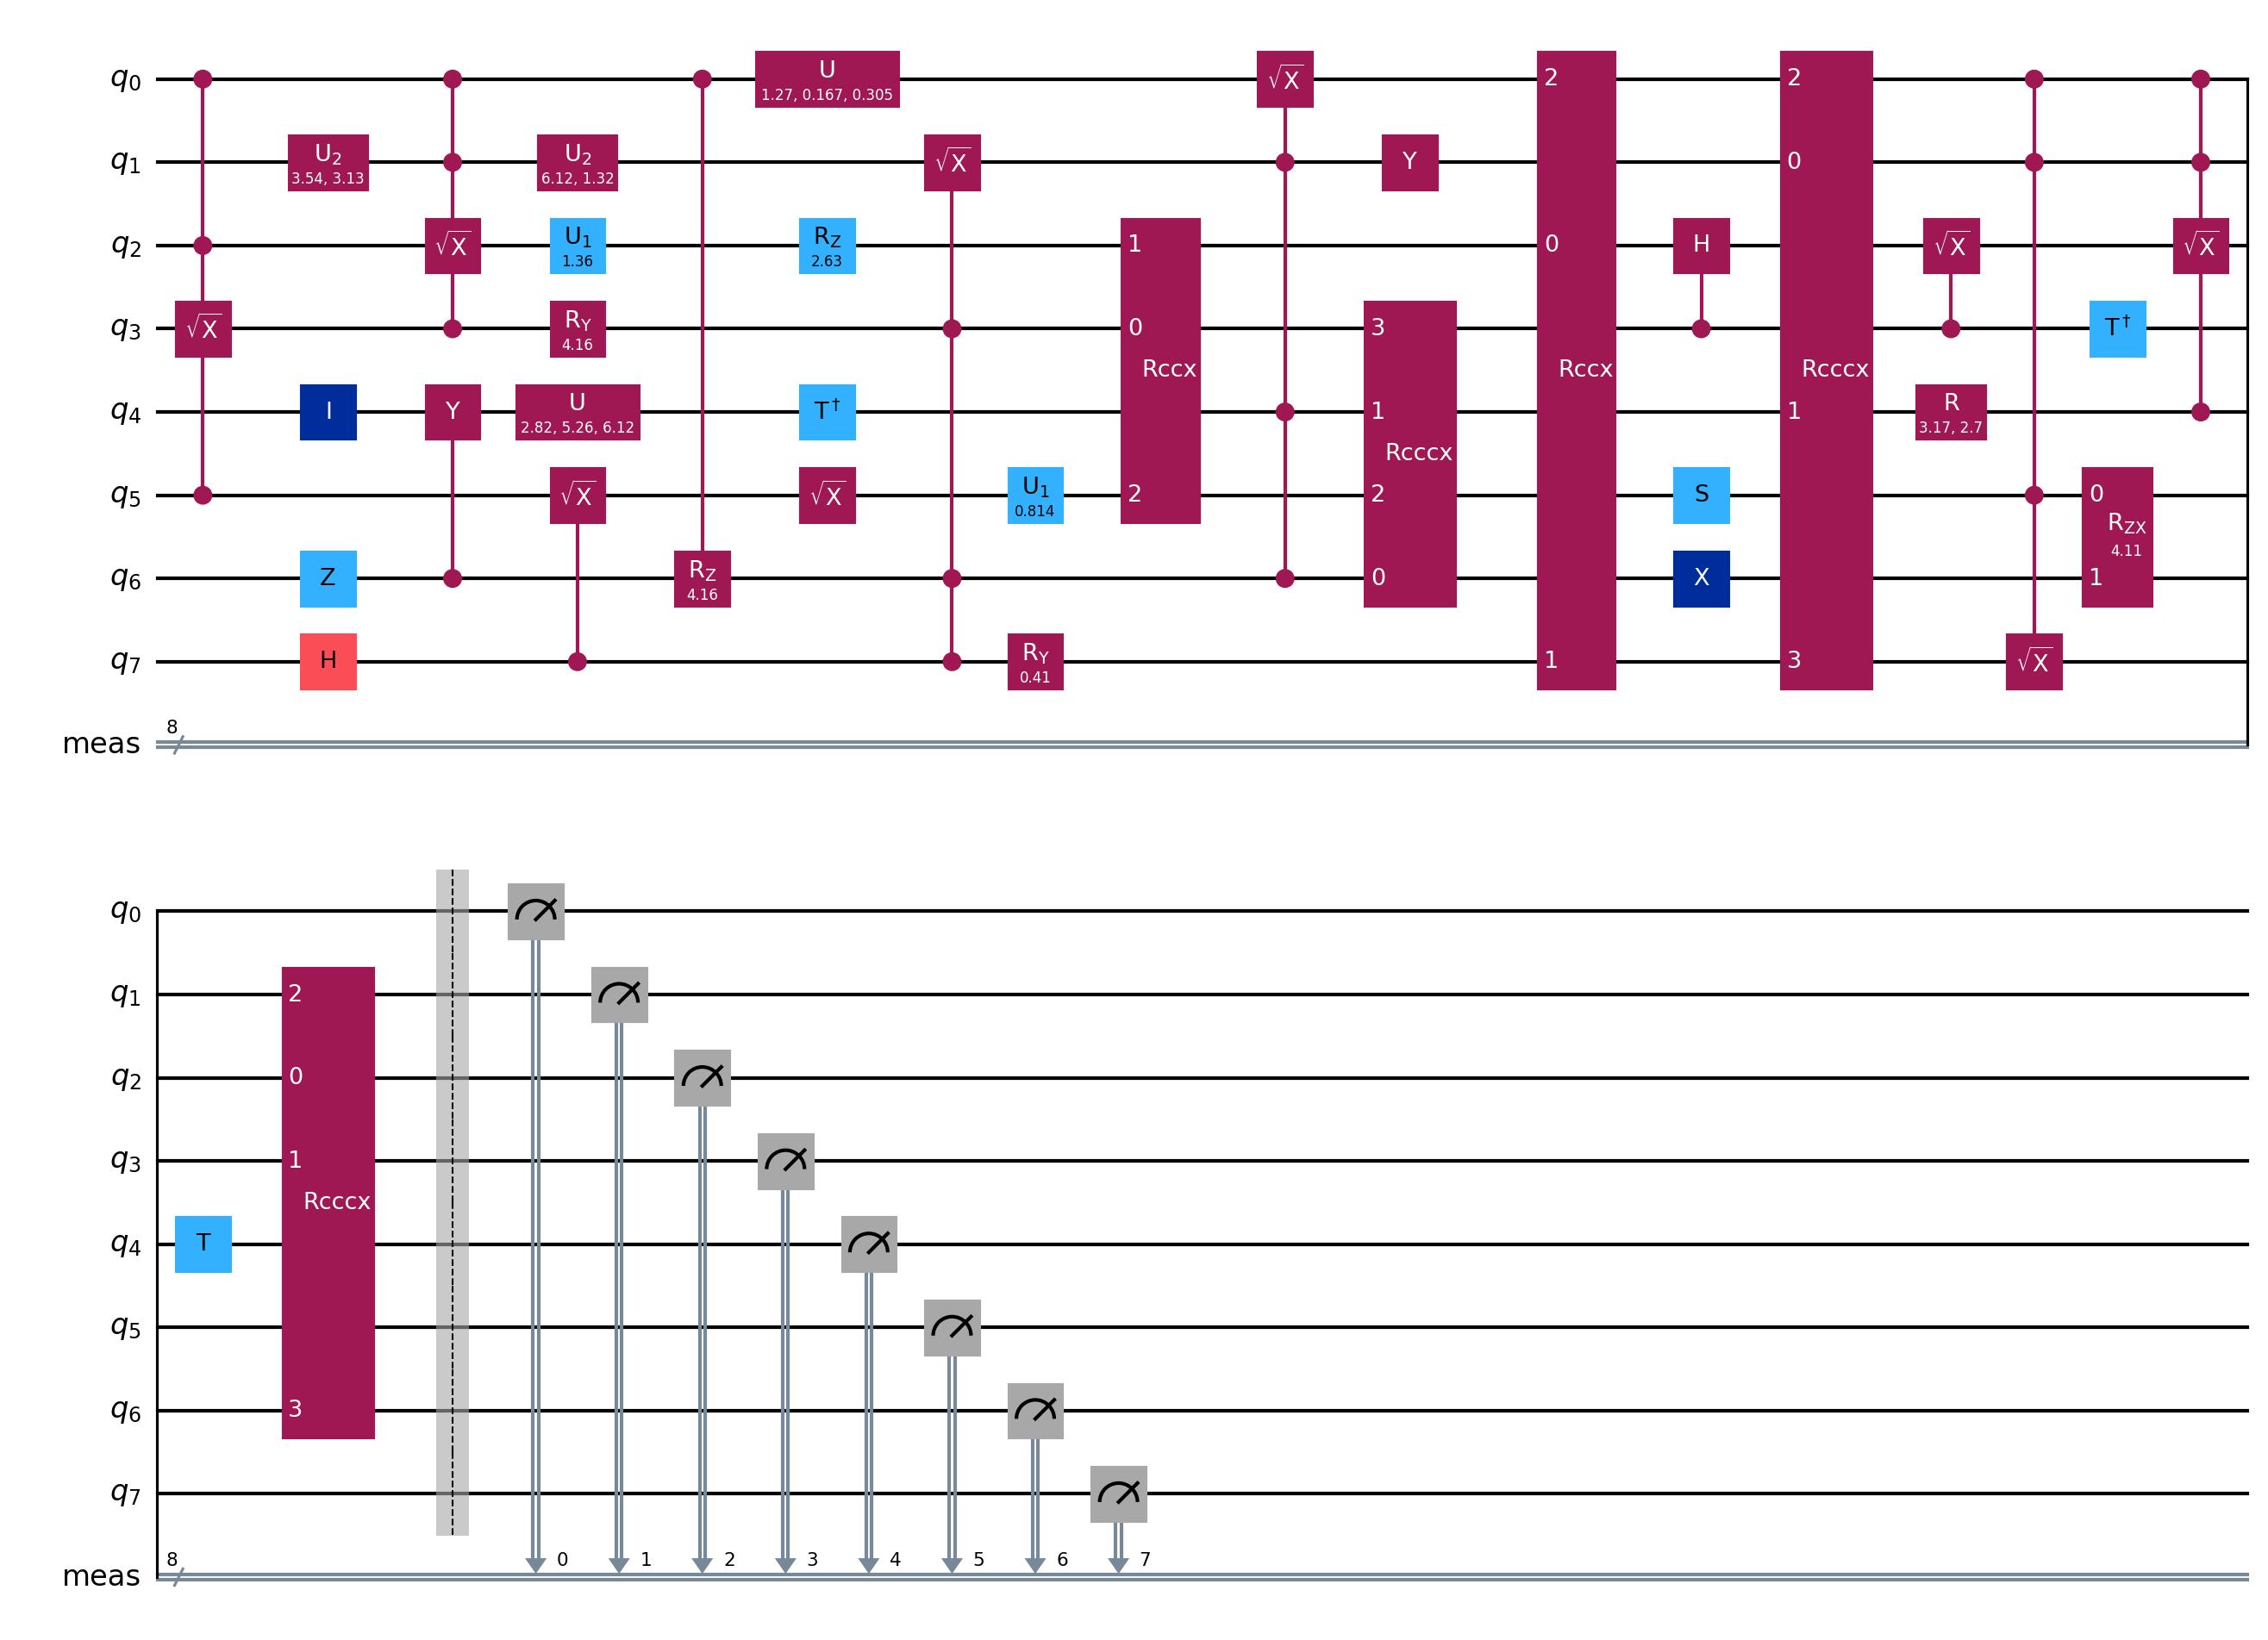 q0 U 1.27, 0.167, 0.305 √X 2 2
q1 U2 3.54, 3.13 U2 6.12, 1.32 √X Y 0
q2 √X U1 1.36 RZ 2.63 1 0 H √X √X
q3 √X RY 4.16 0 3 T†
Rccx Rccx Rcccx
q4 I Y U 2.82, 5.26, 6.12 T† 1 1 R 3.17, 2.7
Rcccx
q5 √X √X U1 0.814 2 2 S 0
RZX 4.11
q6 Z RZ 4.16 0 X 1
q7 H RY 0.41 1 3 √X
8
meas
q0
q1 2
q2 0
q3 1
Rcccx
q4 T
q5
q6 3
q7
8 0 1 2 3 4 5 6 7
meas